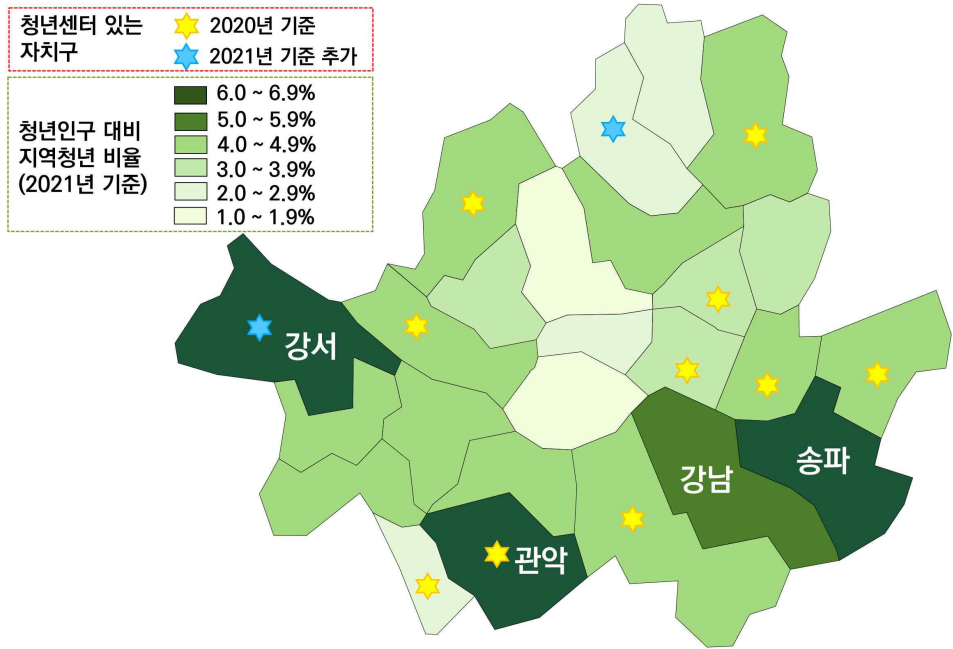 청년센터 있는
자치구
2020년 기준
2021년 기준 추가
청년인구 대비
지역청년 비율
(2021년 기준)
6.0 ~ 6.9%
5.0 ~ 5.9%
4.0 ~ 4.9%
3.0 ~ 3.9%
2.0 ~ 2.9%
1.0 ~ 1.9%
강서
송파
강남
관악